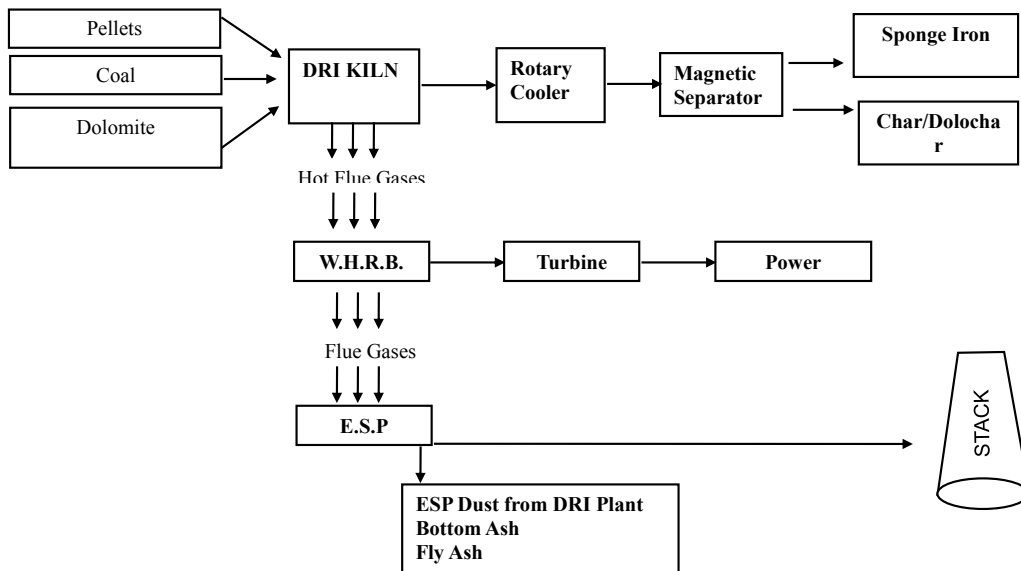 Pellets
Coal
Dolomite
DRI KILN
Rotary
Cooler
Magnetic
Separator
Sponge Iron
Char/Dolocha
r
Hot Flue Gases
W.H.R.B.
Turbine
Power
Flue Gases
E.S.P
STACK
ESP Dust from DRI Plant
Bottom Ash
Fly Ash